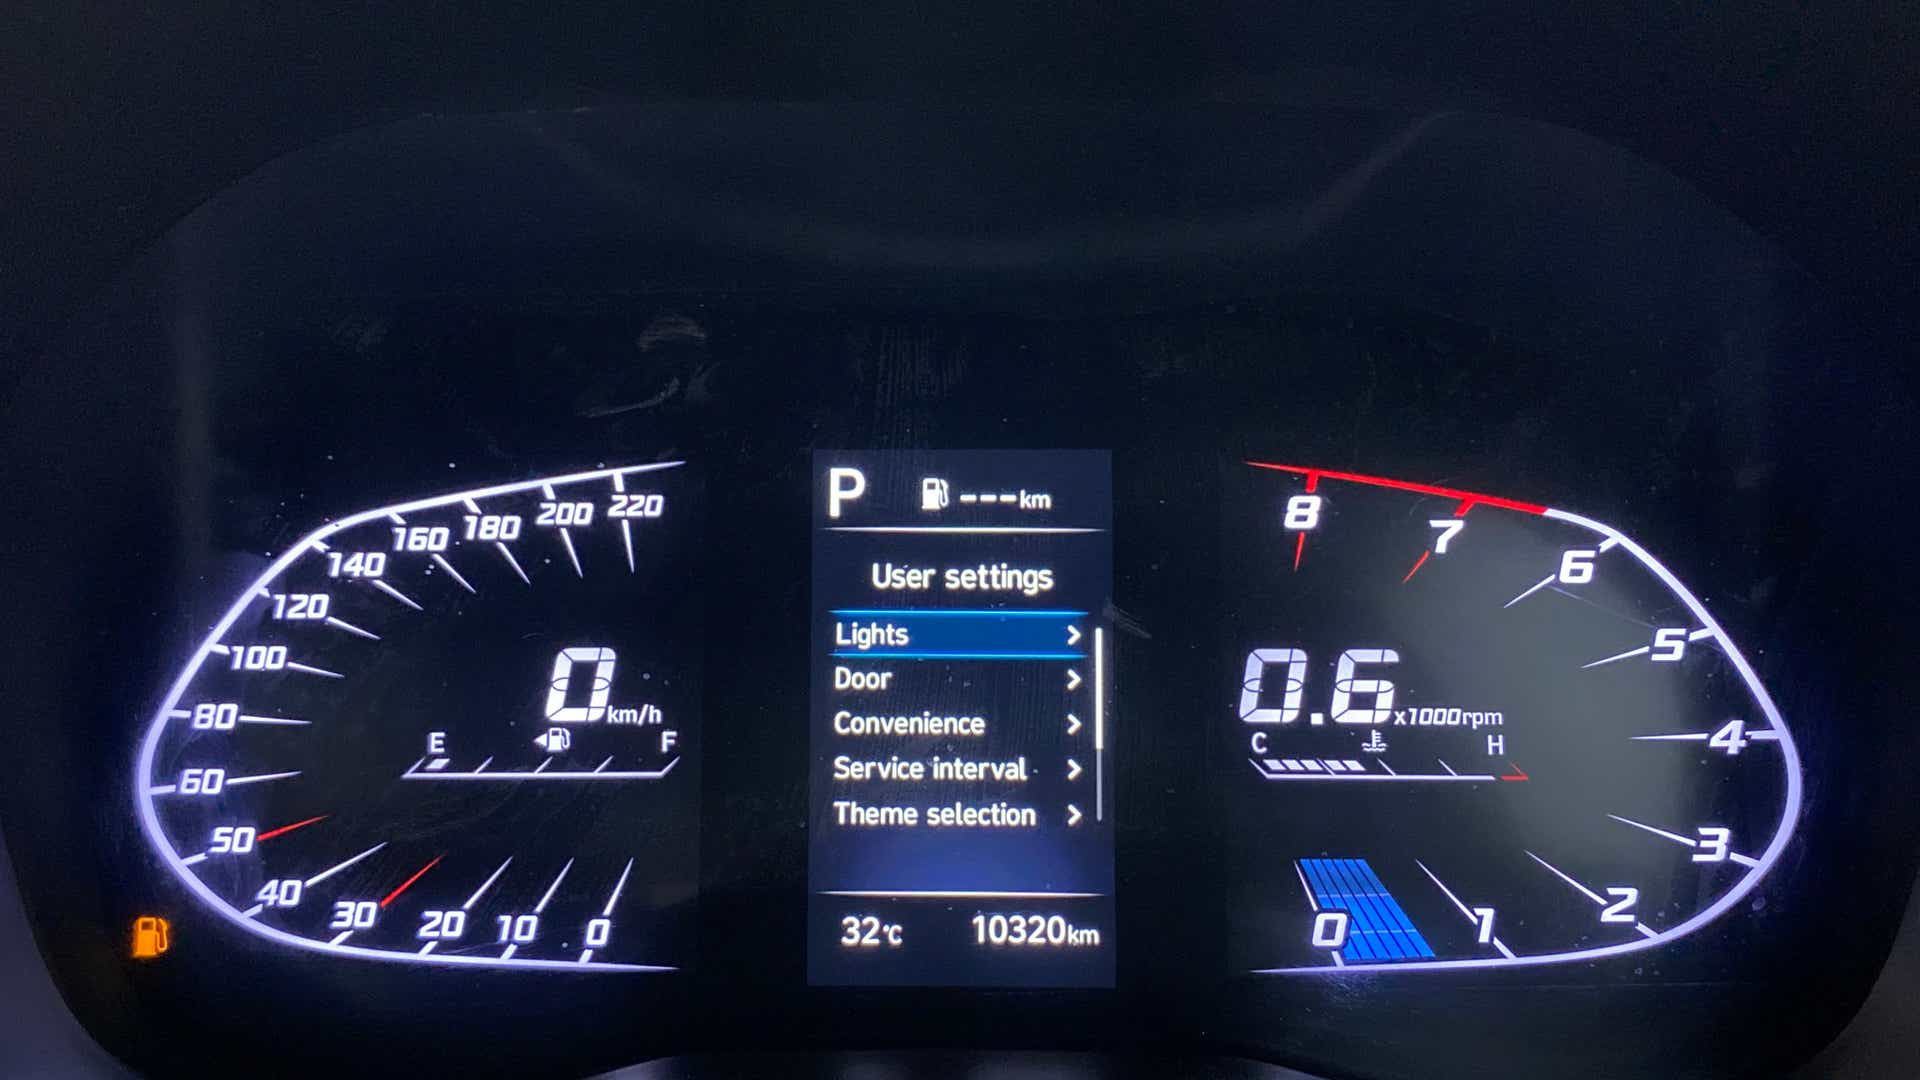 220
200
180
160
140
120
100
80
60
50
40
30
20
10
0
0 km/h
E F
P ---km
User settings
Lights >
Door >
Convenience >
Service interval >
Theme selection >
32°C 10320km
8
7
6
5
4
3
2
1
0
0.6 x1000rpm
C H